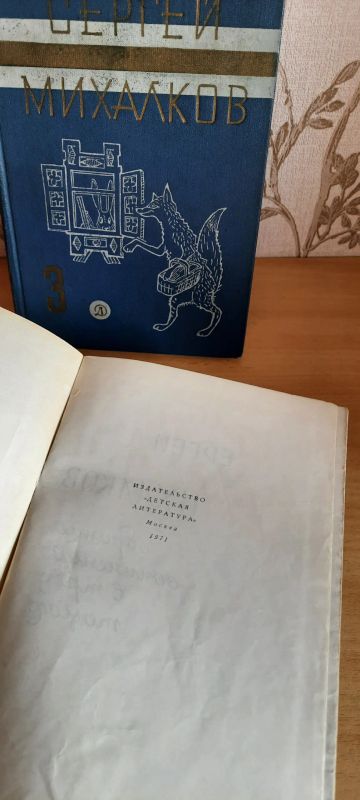 СЕРГЕЙ
МИХАЛКОВ
3
Д
ИЗДАТЕЛЬСТВО
«ДЕТСКАЯ
ЛИТЕРАТУРА»
Москва
1971